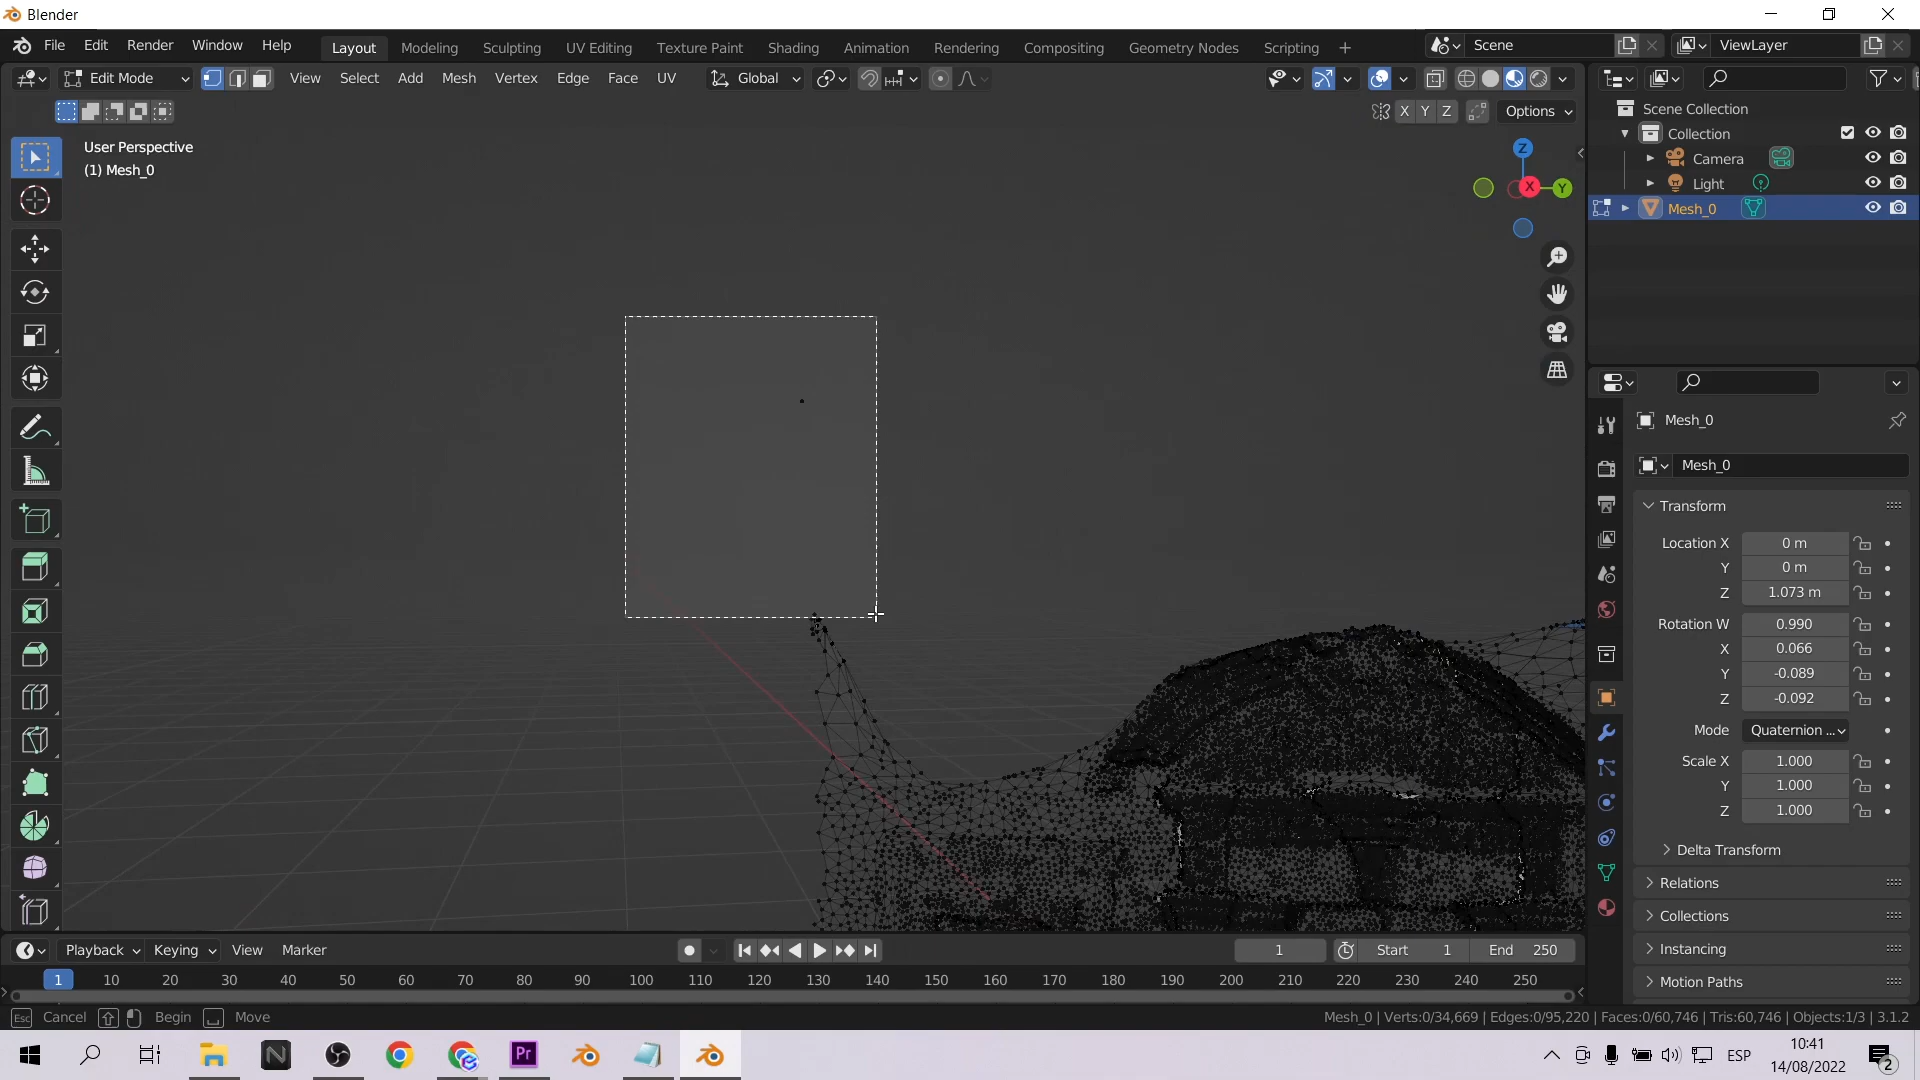 Blender
File Edit Render Window Help
Layout Modeling Sculpting UV Editing Texture Paint Shading Animation Rendering Compositing Geometry Nodes Scripting +
Scene
ViewLayer
Edit Mode View Select Add Mesh Vertex Edge Face UV Global
X Y Z Options
User Perspective
(1) Mesh_0
Z
X
Y
Scene Collection
Collection
Camera
Light
Mesh_0
Mesh_0
Mesh_0
Transform
Location X 0 m
Y 0 m
Z 1.073 m
Rotation W 0.990
X 0.066
Y -0.089
Z -0.092
Mode Quaternion ...
Scale X 1.000
Y 1.000
Z 1.000
Delta Transform
Relations
Collections
Instancing
Motion Paths
Playback Keying View Marker
1 Start 1 End 250
1 10 20 30 40 50 60 70 80 90 100 110 120 130 140 150 160 170 180 190 200 210 220 230 240 250
Esc Cancel Begin Move
Mesh_0 | Verts:0/34,669 | Edges:0/95,220 | Faces:0/60,746 | Tris:60,746 | Objects:1/3 | 3.1.2
N Pr ESP
10:41
14/08/2022
2